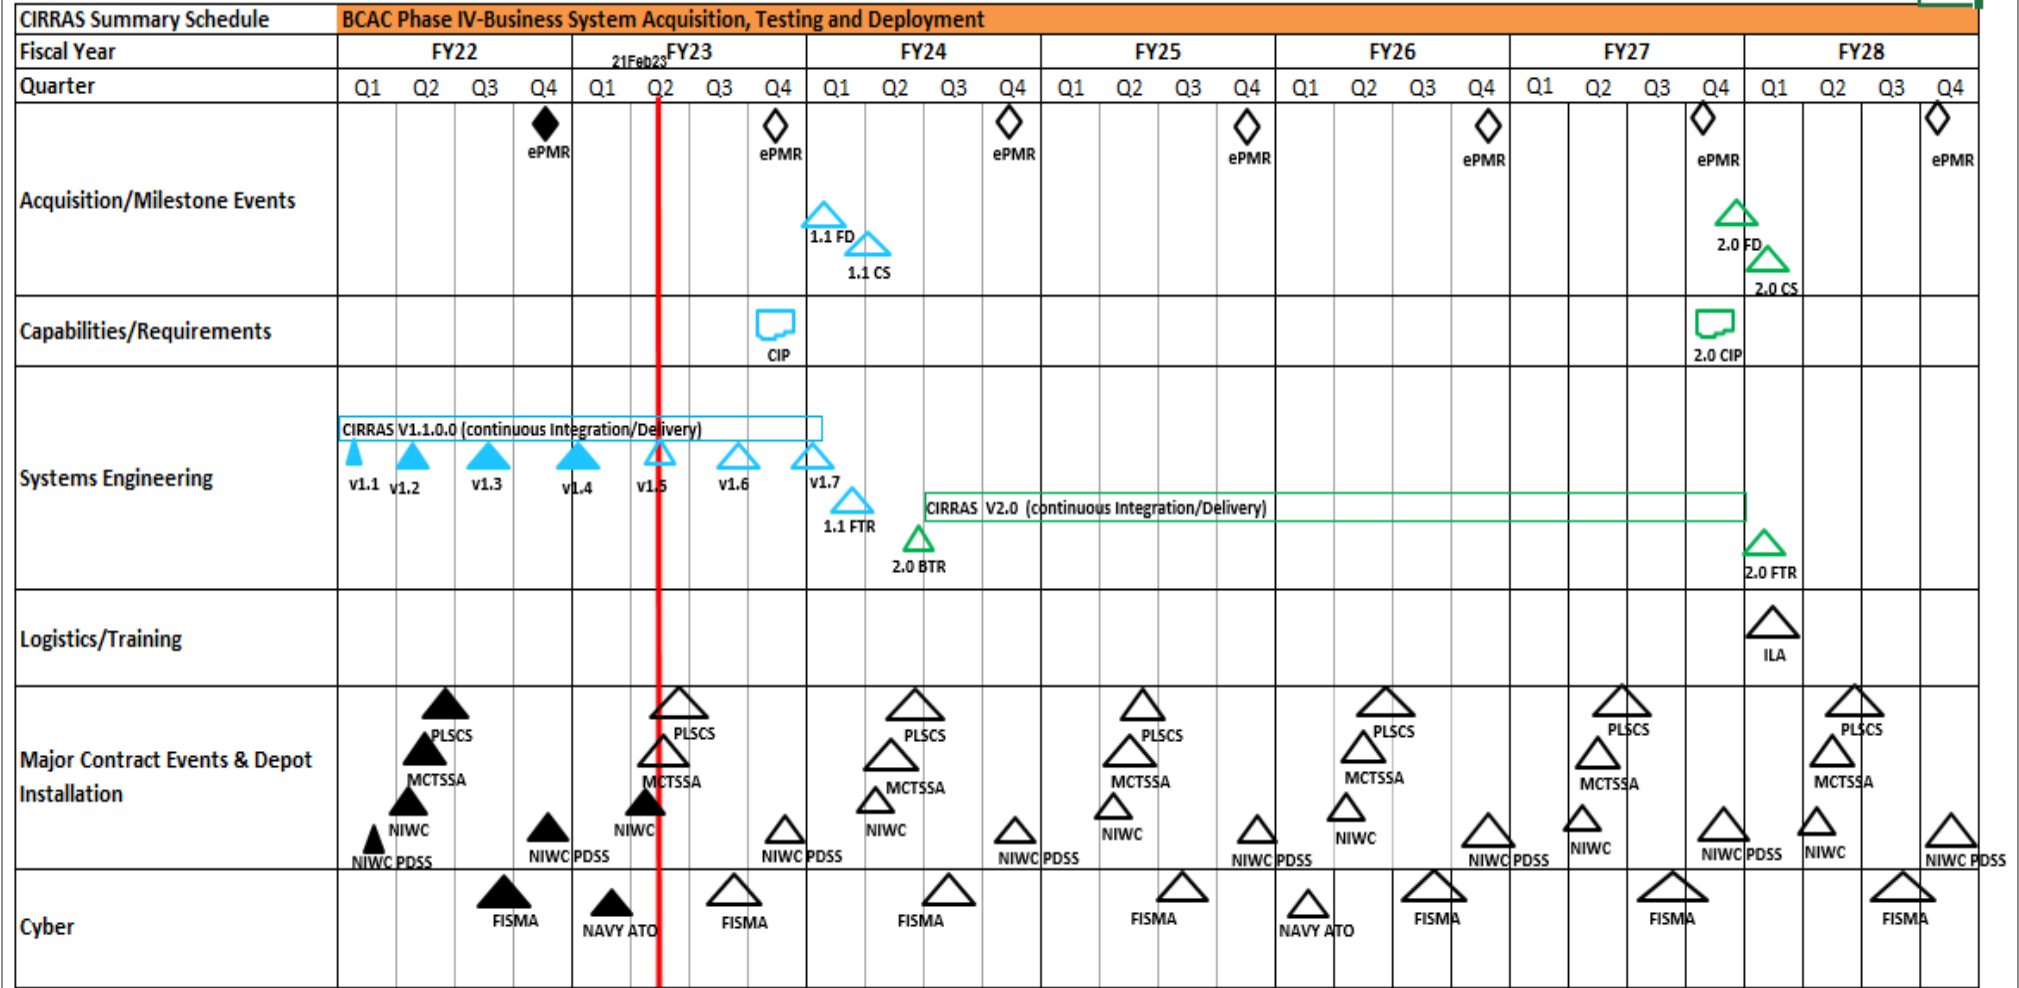 CIRRAS Summary Schedule BCAC Phase IV-Business System Acquisition, Testing and Deployment
Fiscal Year FY22 21Feb23 FY23 FY24 FY25 FY26 FY27 FY28
Quarter Q1 Q2 Q3 Q4 Q1 Q2 Q3 Q4 Q1 Q2 Q3 Q4 Q1 Q2 Q3 Q4 Q1 Q2 Q3 Q4 Q1 Q2 Q3 Q4 Q1 Q2 Q3 Q4
ePMR ePMR ePMR ePMR ePMR ePMR ePMR
Acquisition/Milestone Events
1.1 FD 2.0 FD
1.1 CS 2.0 CS
Capabilities/Requirements
CIP 2.0 CIP
CIRRAS V1.1.0.0 (continuous Integration/Delivery)
Systems Engineering
v1.1 v1.2 v1.3 v1.4 v1.5 v1.6 v1.7
CIRRAS V2.0 (continuous Integration/Delivery)
1.1 FTR
2.0 BTR 2.0 FTR
Logistics/Training
ILA
PLSCS PLSCS PLSCS PLSCS PLSCS PLSCS PLSCS
Major Contract Events & Depot
Installation
MCTSSA MCTSSA MCTSSA MCTSSA MCTSSA MCTSSA MCTSSA
NIWC NIWC NIWC NIWC NIWC NIWC NIWC
NIWC PDSS NIWC PDSS NIWC PDSS NIWC PDSS NIWC PDSS NIWC PDSS NIWC PDSS NIWC PDSS
Cyber
FISMA FISMA FISMA FISMA FISMA FISMA FISMA
NAVY ATO NAVY ATO